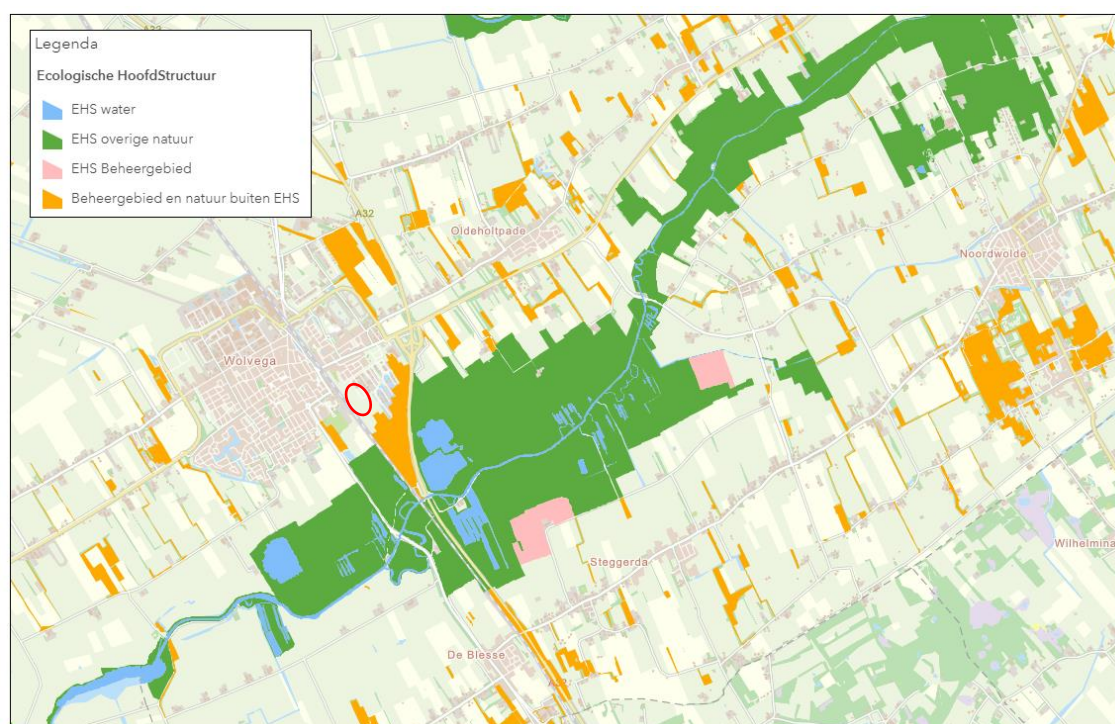 Legenda
Ecologische HoofdStructuur
EHS water
EHS overige natuur
EHS Beheergebied
Beheergebied en natuur buiten EHS
A32
Oldeholtpade
Noordwolde
Wolvega
Steggerda
Wilhelmina
De Blesse